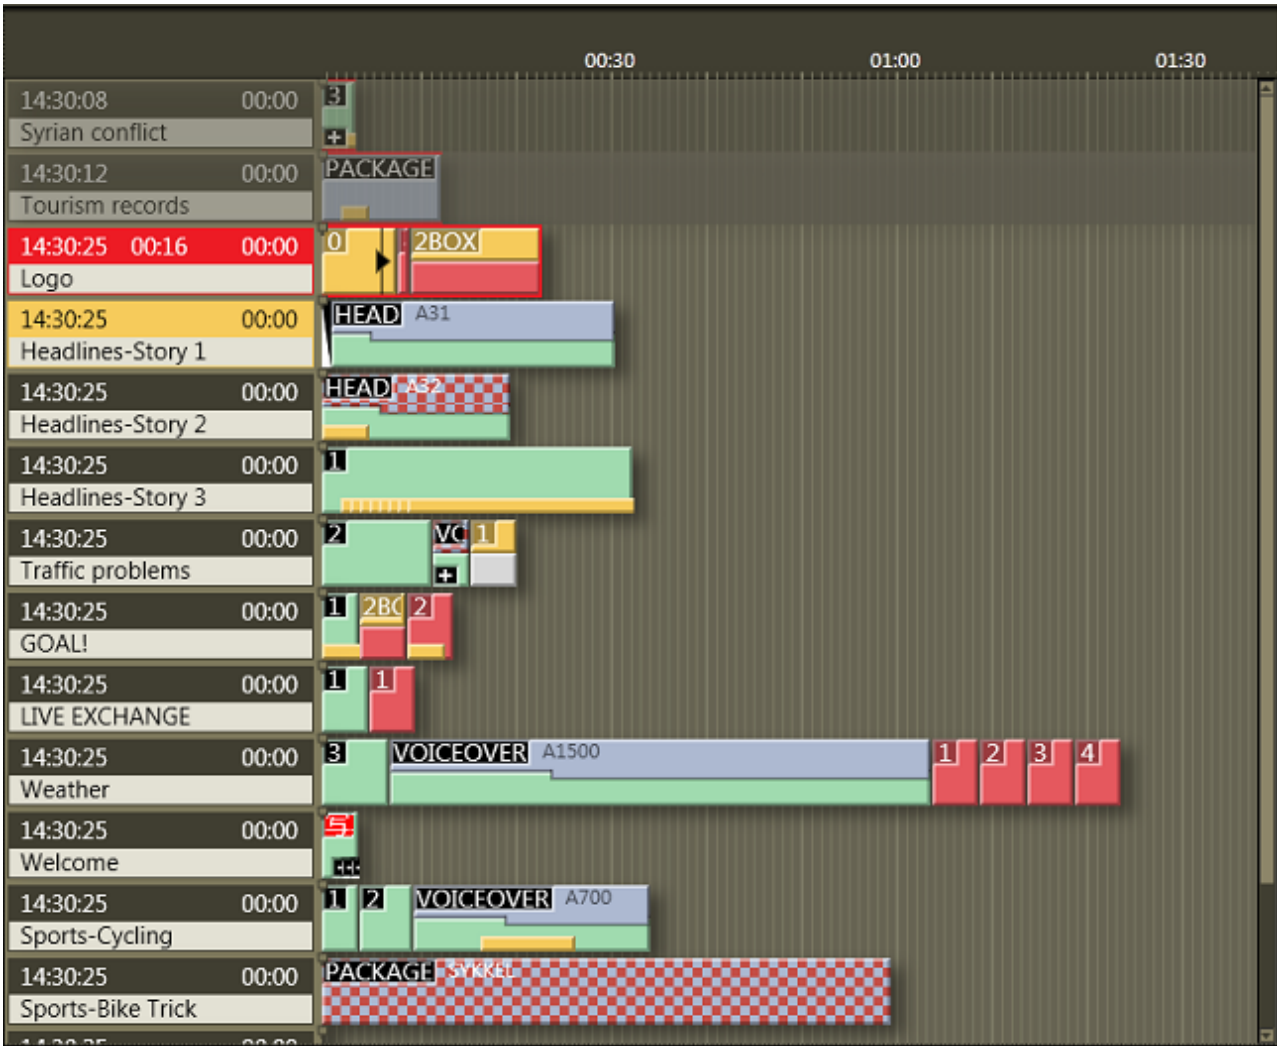 00:30 01:00 01:30
14:30:08 00:00 3
Syrian conflict +
14:30:12 00:00 PACKAGE
Tourism records
14:30:25 00:16 00:00 0 2BOX
Logo
14:30:25 00:00 HEAD A31
Headlines-Story 1
14:30:25 00:00 HEAD A32
Headlines-Story 2
14:30:25 00:00 1
Headlines-Story 3
14:30:25 00:00 2 VO 1
Traffic problems +
14:30:25 00:00 1 2BO 2
GOAL!
14:30:25 00:00 1 1
LIVE EXCHANGE
14:30:25 00:00 3 VOICEOVER A1500 1 2 3 4
Weather
14:30:25 00:00
Welcome
14:30:25 00:00 1 2 VOICEOVER A700
Sports-Cycling
14:30:25 00:00 PACKAGE SYKKEL
Sports-Bike Trick